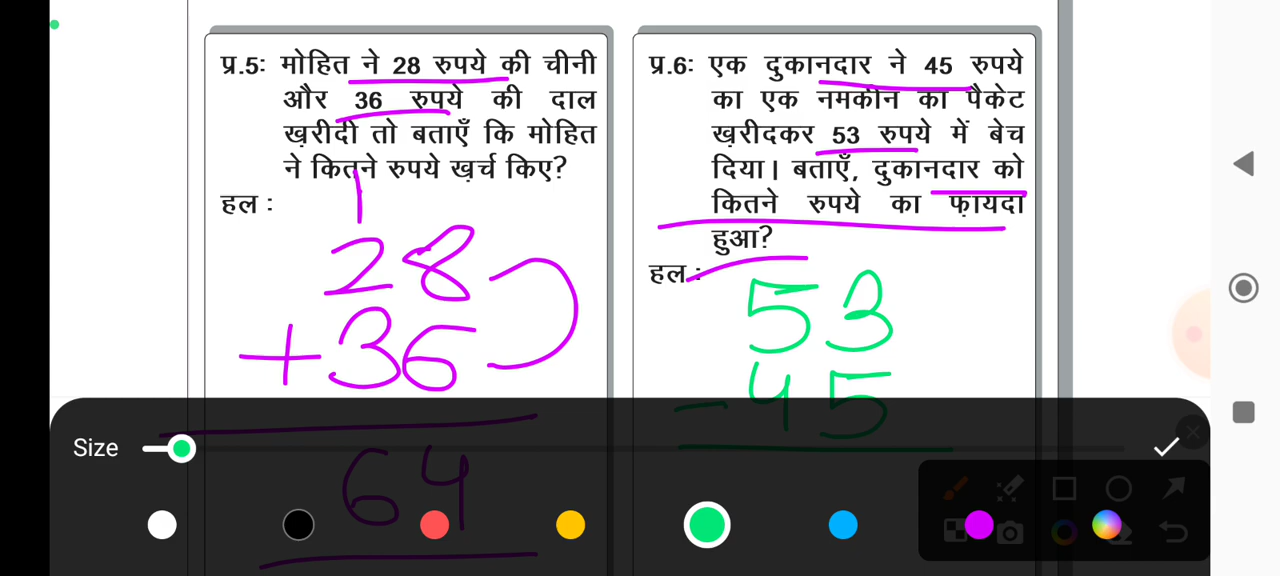 प्र.5: मोहित ने 28 रुपये की चीनी
और 36 रुपये की दाल
ख़रीदी तो बताएँ कि मोहित
ने कितने रुपये ख़र्च किए?
हल :
1
28
+36
64
प्र.6: एक दुकानदार ने 45 रुपये
का एक नमकीन का पैकेट
ख़रीदकर 53 रुपये में बेच
दिया। बताएँ, दुकानदार को
कितने रुपये का फ़ायदा
हुआ?
हल :
53
-45
Size